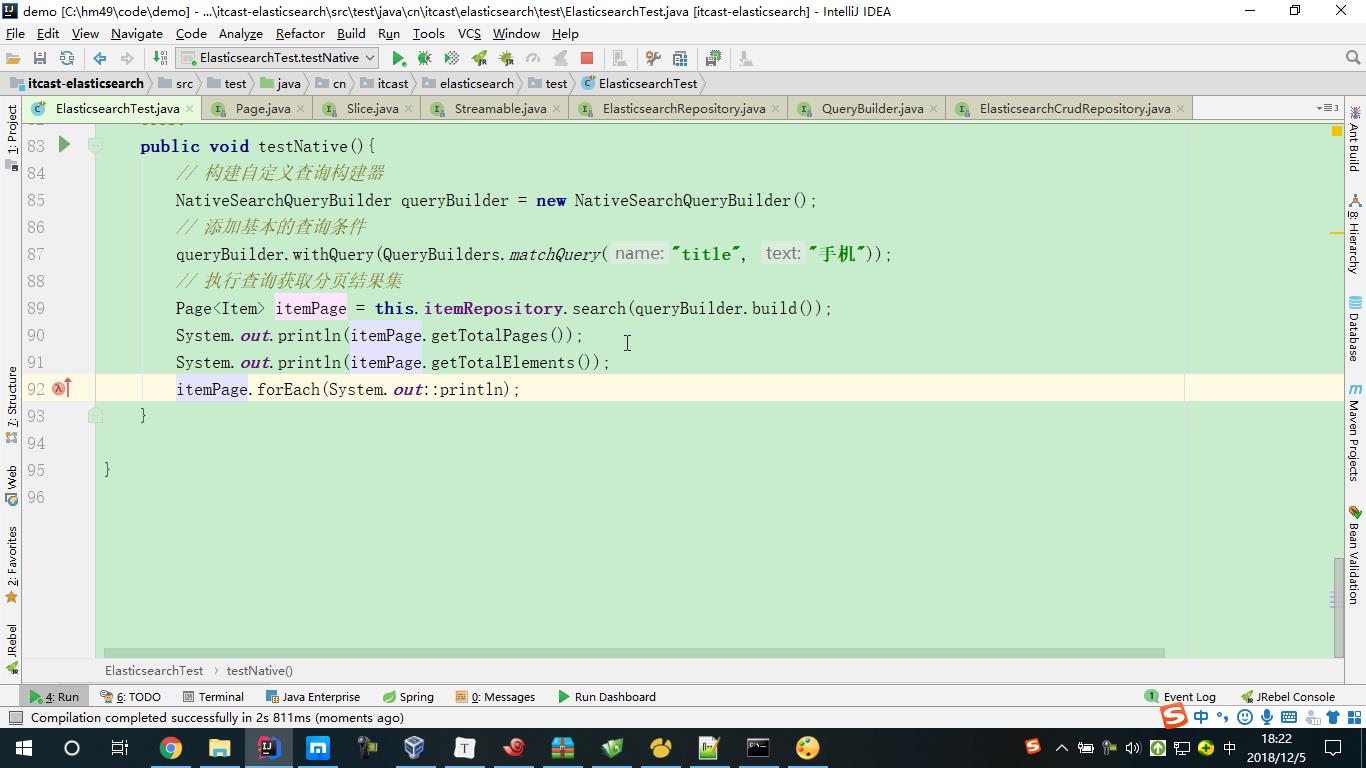 demo [C:\hm49\code\demo] - ...\itcast-elasticsearch\src\test\java\cn\itcast\elasticsearch\test\ElasticsearchTest.java [itcast-elasticsearch] - IntelliJ IDEA
File Edit View Navigate Code Analyze Refactor Build Run Tools VCS Window Help
ElasticsearchTest.testNative
itcast-elasticsearch src test java cn itcast elasticsearch test ElasticsearchTest
ElasticsearchTest.java Page.java Slice.java Streamable.java ElasticsearchRepository.java QueryBuilder.java ElasticsearchCrudRepository.java
83 public void testNative(){
84 // 构建自定义查询构建器
85 NativeSearchQueryBuilder queryBuilder = new NativeSearchQueryBuilder();
86 // 添加基本的查询条件
87 queryBuilder.withQuery(QueryBuilders.matchQuery( name: "title", text: "手机"));
88 // 执行查询获取分页结果集
89 Page<Item> itemPage = this.itemRepository.search(queryBuilder.build());
90 System.out.println(itemPage.getTotalPages());
91 System.out.println(itemPage.getTotalElements());
92 itemPage.forEach(System.out::println);
93 }
94
95 }
96
1: Project
7: Structure
Web
2: Favorites
JRebel
Ant Build
8: Hierarchy
Database
Maven Projects
Bean Validation
ElasticsearchTest › testNative()
4: Run 6: TODO Terminal Java Enterprise Spring 0: Messages Run Dashboard 1 Event Log JRebel Console
Compilation completed successfully in 2s 811ms (moments ago)
中
中 18:22
2018/12/5